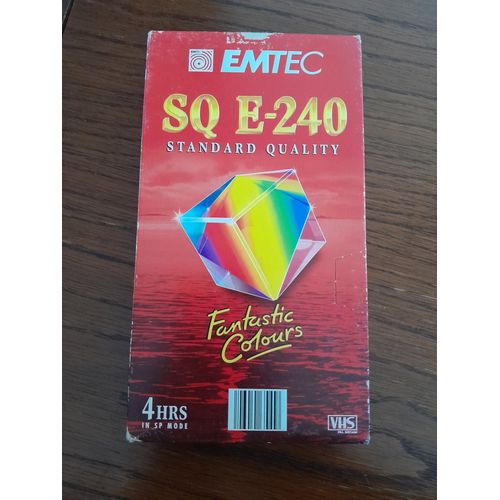 EMTEC
SQ E-240
STANDARD QUALITY
Fantastic
Colours
4 HRS
IN SP MODE
VHS